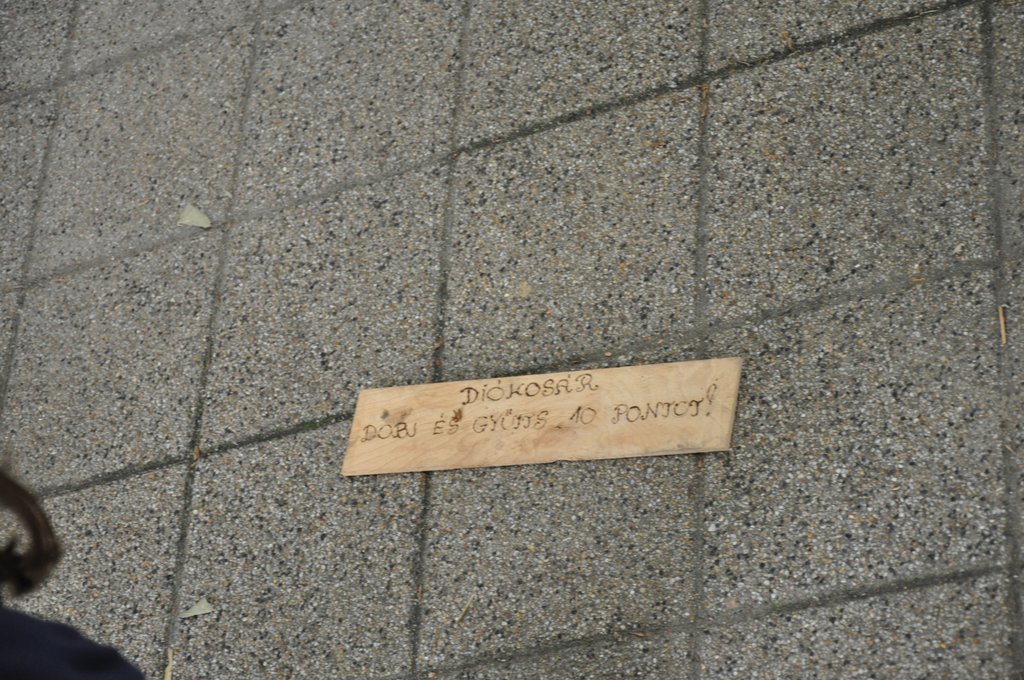 DIÓKOSÁR
DOBJ ÉS GYŰJTS 10 PONTOT!